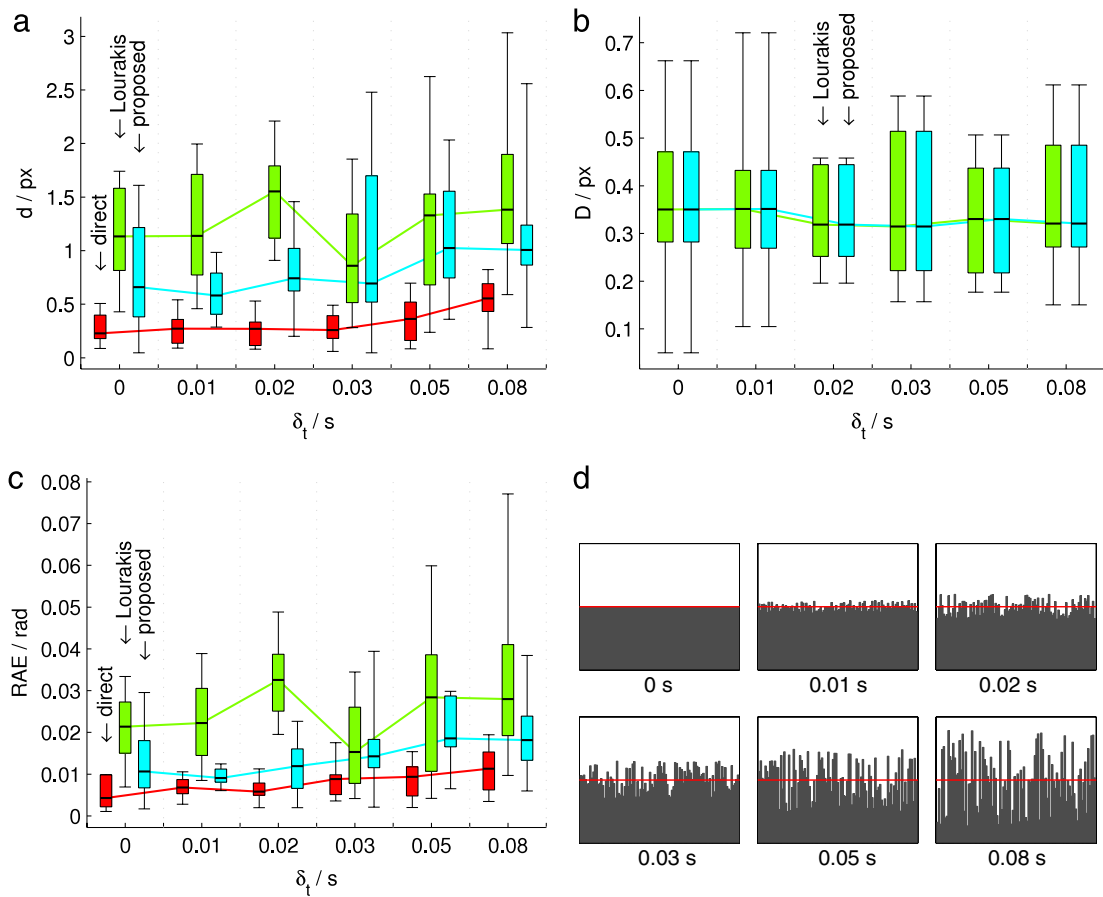 a
d / px
3
2.5
2
1.5
1
0.5
0
← direct
← Lourakis
← proposed
0 0.01 0.02 0.03 0.05 0.08
δt / s
b
D / px
0.7
0.6
0.5
0.4
0.3
0.2
0.1
← Lourakis
← proposed
0 0.01 0.02 0.03 0.05 0.08
δt / s
c
RAE / rad
0.08
0.07
0.06
0.05
0.04
0.03
0.02
0.01
0
← direct
← Lourakis
← proposed
0 0.01 0.02 0.03 0.05 0.08
δt / s
d
0 s 0.01 s 0.02 s
0.03 s 0.05 s 0.08 s